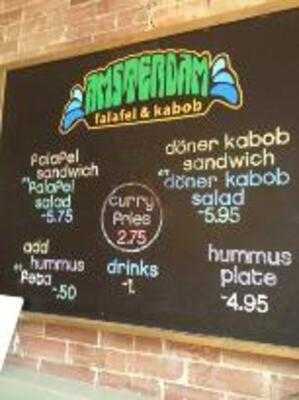 AMSTERDAM
falafel & kabob
falafel
sandwich
or falafel
salad
-5.75
döner kabob
sandwich
or döner kabob
salad
-5.95
curry
fries
2.75
add
hummus
feta -.50
drinks
-1.
hummus
plate
-4.95